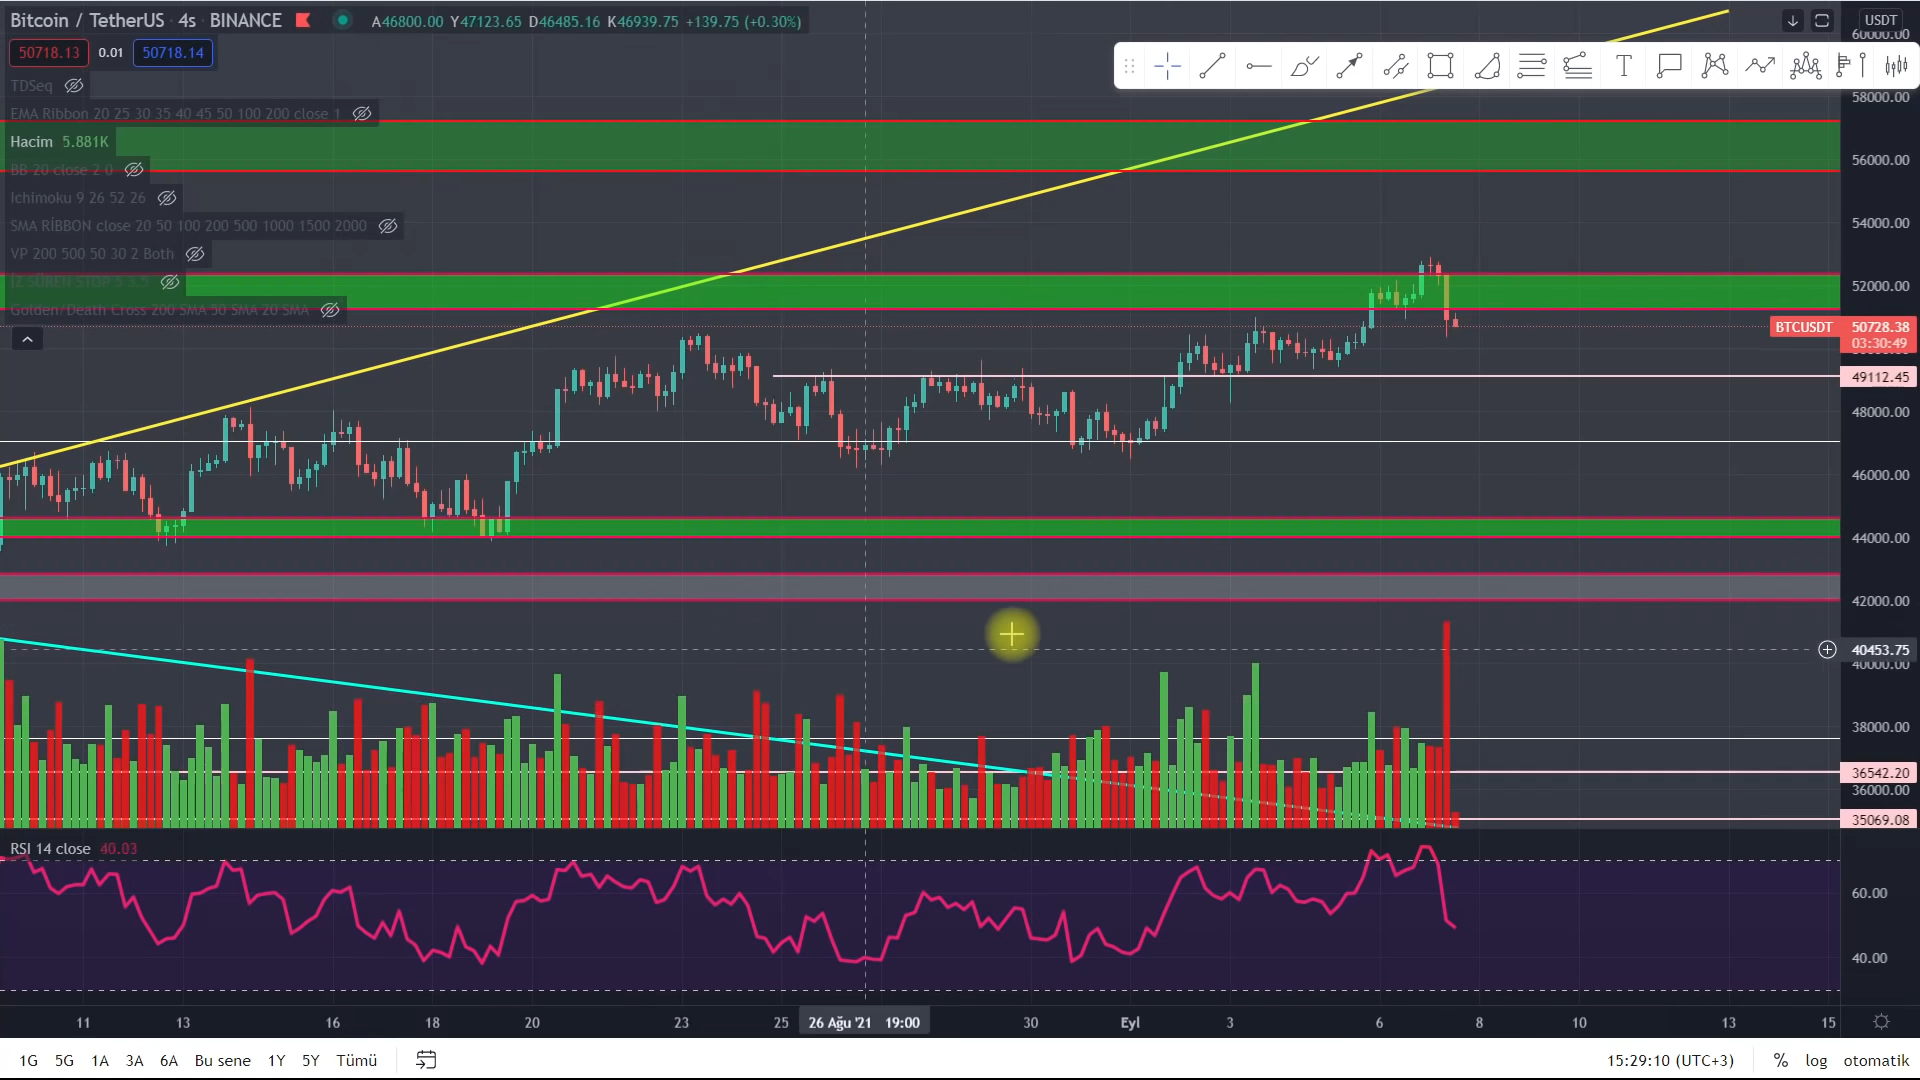 Bitcoin / TetherUS · 4s · BINANCE A46800.00 Y47123.65 D46485.16 K46939.75 +139.75 (+0.30%)
50718.13 0.01 50718.14
TDSeq
EMA Ribbon 20 25 30 35 40 45 50 100 200 close 1
Hacim 5.881K
BB 20 close 2 0
Ichimoku 9 26 52 26
SMA RİBBON close 20 50 100 200 500 1000 1500 2000
VP 200 500 50 30 2 Both
İZ SÜREN STOP 5 3.5
Golden/Death Cross 200 SMA 50 SMA 20 SMA
USDT
60000.00
58000.00
56000.00
54000.00
52000.00
BTCUSDT 50728.38
03:30:49
49112.45
48000.00
46000.00
44000.00
42000.00
40453.75
40000.00
38000.00
36542.20
36000.00
35069.08
RSI 14 close 40.03
60.00
40.00
11 13 16 18 20 23 25 26 Ağu '21 19:00 30 Eyl 3 6 8 10 13 15
1G 5G 1A 3A 6A Bu sene 1Y 5Y Tümü 15:29:10 (UTC+3) % log otomatik